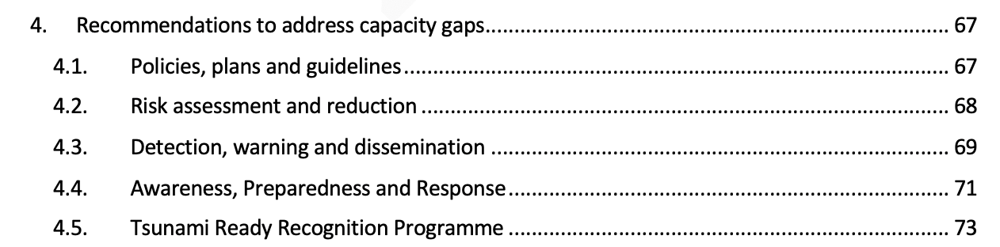 4. Recommendations to address capacity gaps.......................................................................... 67
4.1. Policies, plans and guidelines.......................................................................................... 67
4.2. Risk assessment and reduction ....................................................................................... 68
4.3. Detection, warning and dissemination ........................................................................... 69
4.4. Awareness, Preparedness and Response........................................................................ 71
4.5. Tsunami Ready Recognition Programme ........................................................................ 73